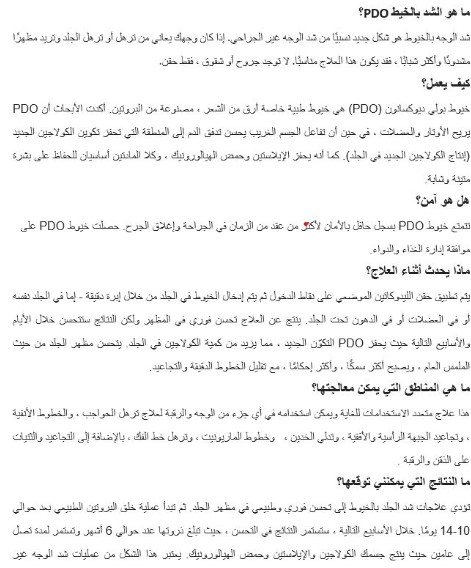 ما هو الشد بالخيط PDO؟
شد الوجه بالخيوط هو شكل جديد نسبيًا من شد الوجه غير الجراحي. إذا كان وجهك يعاني من ترهل أو ترهل الجلد وتريد مظهرًا
مشدودًا وأكثر شبابًا ، فقد يكون هذا العلاج مناسبًا. لا توجد جروح أو شقوق ، فقط حقن.
كيف يعمل؟
خيوط بولي ديوكسانون (PDO) هي خيوط طبية خاصة أرق من الشعر ، مصنوعة من البروتين. أكدت الأبحاث أن PDO
يريح الأوتار والعضلات ، في حين أن تفاعل الجسم الغريب يحسن تدفق الدم إلى المنطقة التي تحفز تكوين الكولاجين الجديد
(إنتاج الكولاجين الجديد في الجلد). كما أنه يحفز الإيلاستين وحمض الهيالورونيك ، وكلا المادتين أساسيان للحفاظ على بشرة
متينة وشابة.
هل هو آمن؟
تتمتع خيوط PDO بسجل حافل بالأمان لأكثر من عقد من الزمان في الجراحة وإغلاق الجرح. حصلت خيوط PDO على
موافقة إدارة الغذاء والدواء.
ماذا يحدث أثناء العلاج؟
يتم تطبيق حقن الليدوكائين الموضعي على نقاط الدخول ثم يتم إدخال الخيوط في الجلد من خلال إبرة دقيقة - إما في الجلد نفسه
أو في العضلات أو في الدهون تحت الجلد. ينتج عن العلاج تحسن فوري في المظهر ولكن النتائج ستتحسن خلال الأيام
والأسابيع التالية حيث يحفز PDO التكوّن الجديد ، مما يزيد من كمية الكولاجين في الجلد. يتحسن مظهر الجلد من حيث
الملمس العام ، ويصبح أكثر سمكًا ، وأكثر إحكامًا ، مع تقليل الخطوط الدقيقة والتجاعيد.
ما هي المناطق التي يمكن معالجتها؟
هذا علاج متعدد الاستخدامات للغاية ويمكن استخدامه في أي جزء من الوجه والرقبة لعلاج ترهل الحواجب ، والخطوط الأنفية
، وتجاعيد الجبهة الرأسية والأفقية ، وتدلي الخدين ، وخطوط الماريونيت ، وترهل خط الفك ، بالإضافة إلى التجاعيد والثنيات
على الذقن والرقبة .
ما النتائج التي يمكنني توقعها؟
تؤدي علاجات شد الجلد بالخيوط إلى تحسن فوري وطبيعي في مظهر الجلد. ثم تبدأ عملية خلق البروتين الطبيعي بعد حوالي
10-14 يومًا. خلال الأسابيع التالية ، ستستمر النتائج في التحسن ، حيث تبلغ ذروتها عند حوالي 6 أشهر وتستمر لمدة تصل
إلى عامين حيث ينتج جسمك الكولاجين والإيلاستين وحمض الهيالورونيك. يعتبر هذا الشكل من عمليات شد الوجه غير